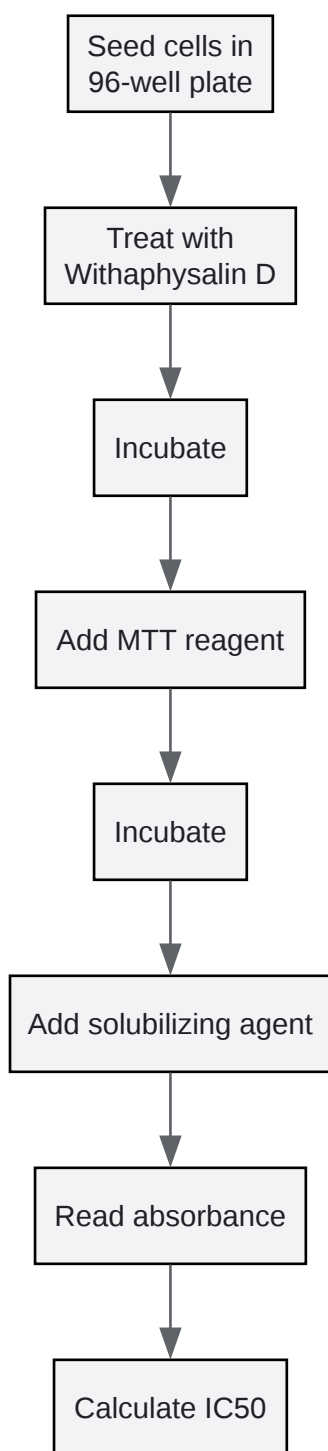 Seed cells in
96-well plate
Treat with
Withaphysalin D
Incubate
Add MTT reagent
Incubate
Add solubilizing agent
Read absorbance
Calculate IC50